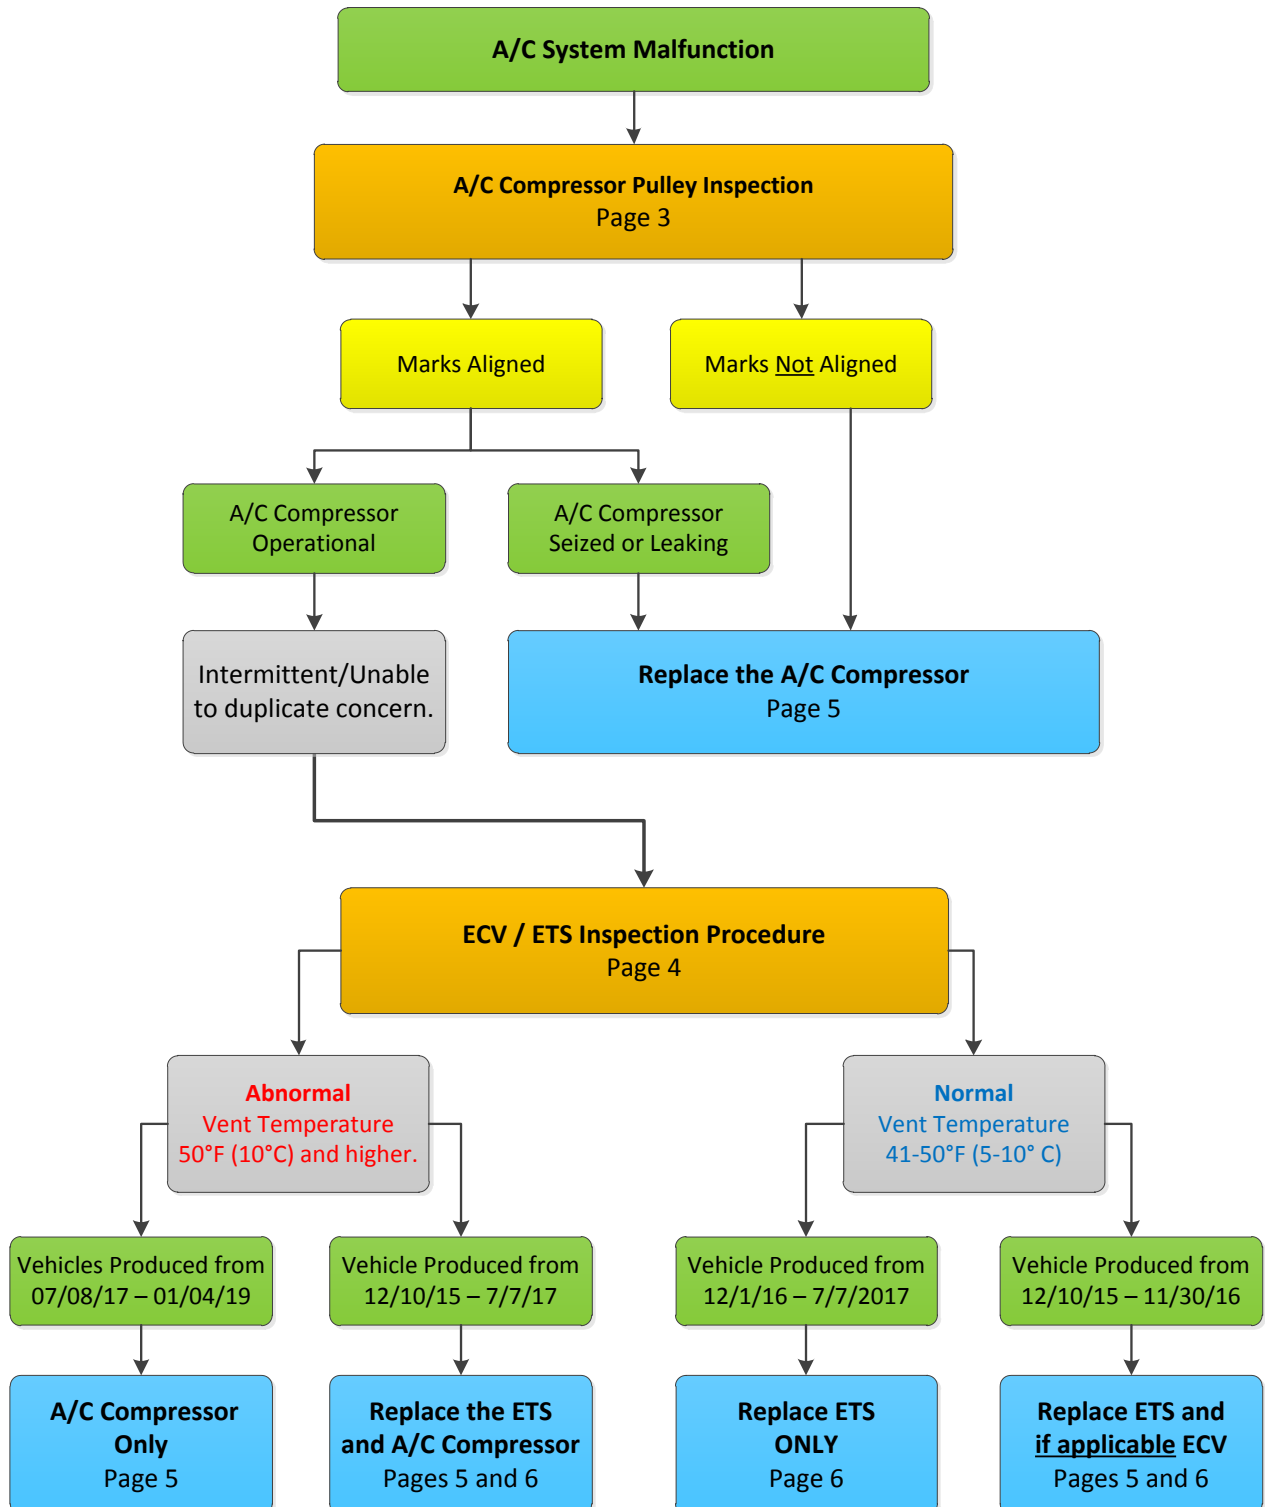 A/C System Malfunction
A/C Compressor Pulley Inspection
Page 3
Marks Aligned
Marks Not Aligned
A/C Compressor
Operational
A/C Compressor
Seized or Leaking
Intermittent/Unable
to duplicate concern.
Replace the A/C Compressor
Page 5
ECV / ETS Inspection Procedure
Page 4
Abnormal
Vent Temperature
50°F (10°C) and higher.
Normal
Vent Temperature
41-50°F (5-10° C)
Vehicles Produced from
07/08/17 – 01/04/19
Vehicle Produced from
12/10/15 – 7/7/17
Vehicle Produced from
12/1/16 – 7/7/2017
Vehicle Produced from
12/10/15 – 11/30/16
A/C Compressor
Only
Page 5
Replace the ETS
and A/C Compressor
Pages 5 and 6
Replace ETS
ONLY
Page 6
Replace ETS and
if applicable ECV
Pages 5 and 6